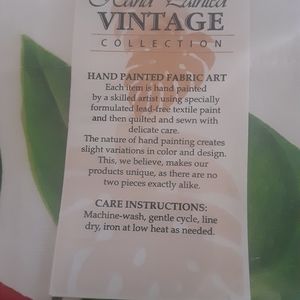 Hand Painted
VINTAGE
COLLECTION
HAND PAINTED FABRIC ART
Each item is hand painted
by a skilled artist using specially
formulated lead-free textile paint
and then quilted and sewn with
delicate care.
The nature of hand painting creates
slight variations in color and design.
This, we believe, makes our
products unique, as there are no
two pieces exactly alike.
CARE INSTRUCTIONS:
Machine-wash, gentle cycle, line
dry, iron at low heat as needed.